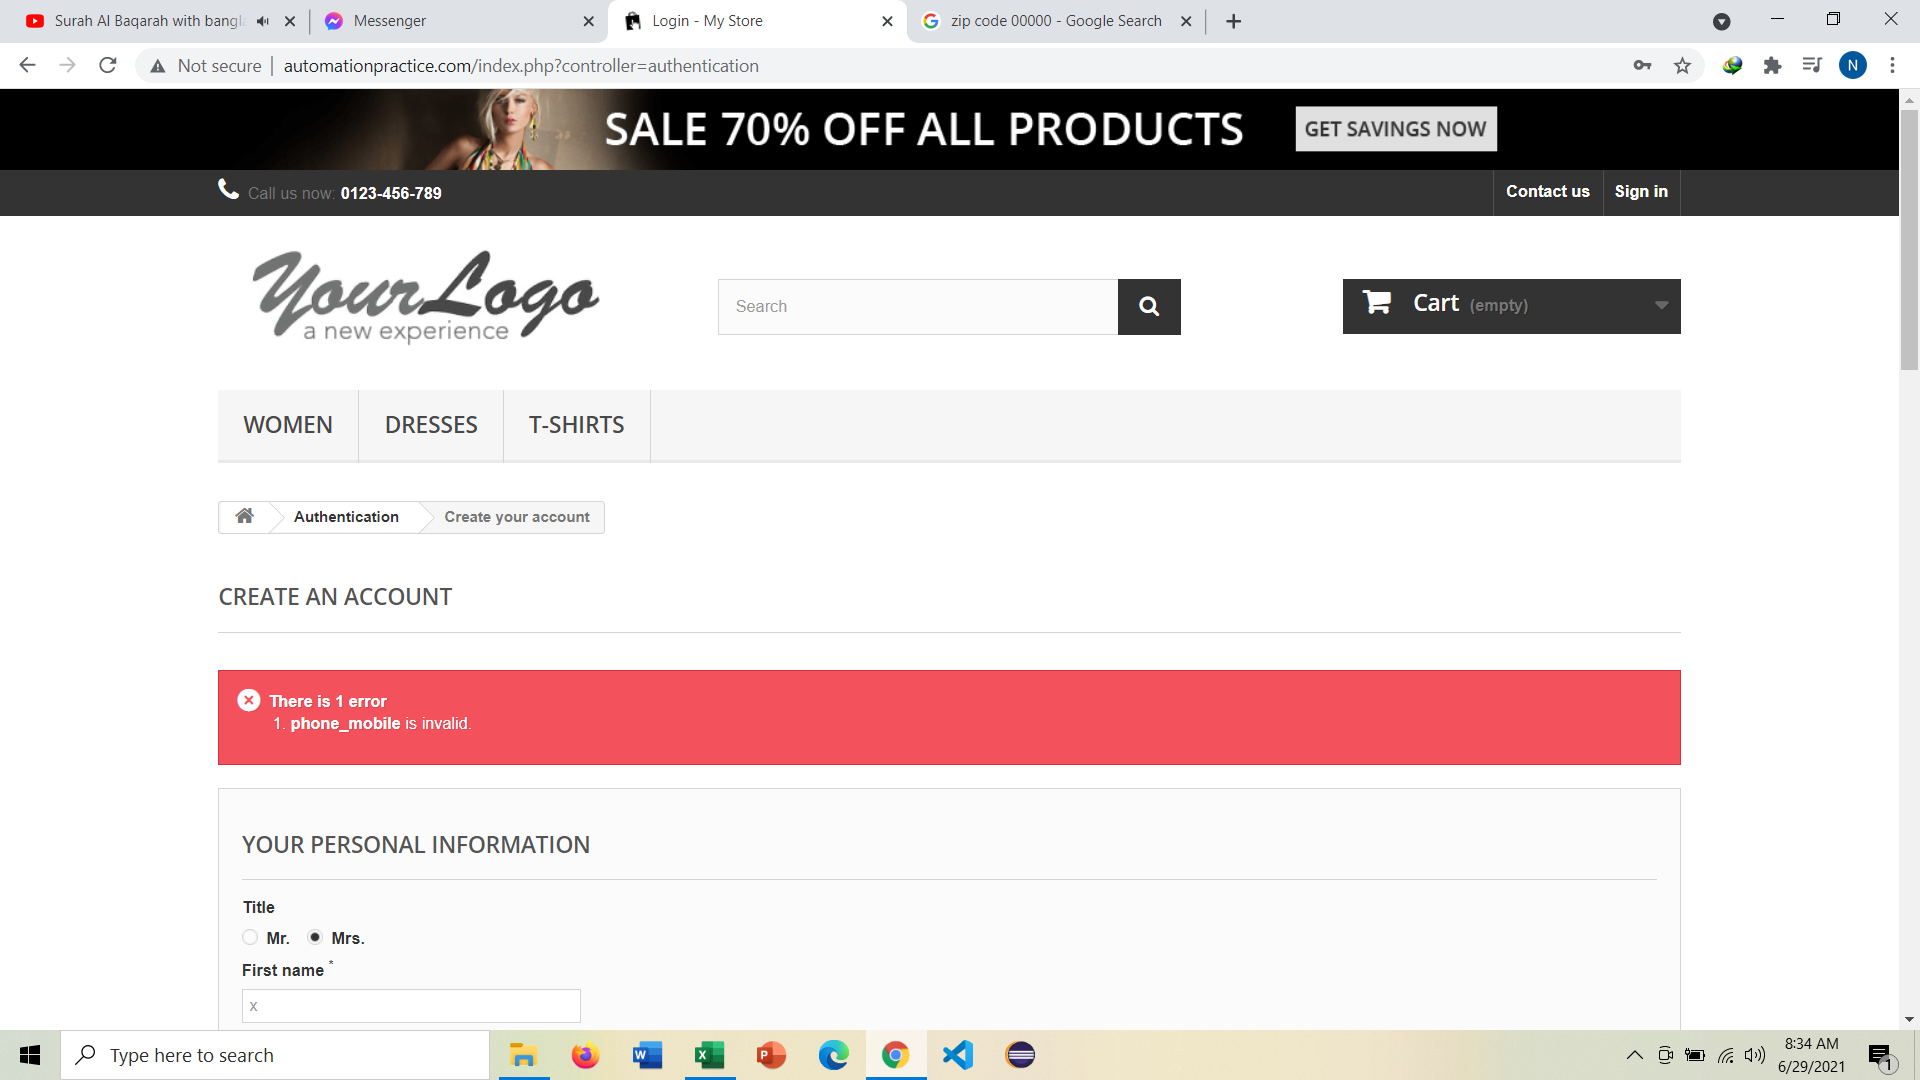 Surah Al Baqarah with bangla
Messenger
Login - My Store
zip code 00000 - Google Search
Not secure
automationpractice.com/index.php?controller=authentication
N
SALE 70% OFF ALL PRODUCTS
GET SAVINGS NOW
Call us now: 0123-456-789
Contact us
Sign in
Your Logo
a new experience
Search
Cart (empty)
WOMEN
DRESSES
T-SHIRTS
Authentication
Create your account
CREATE AN ACCOUNT
There is 1 error
1. phone_mobile is invalid.
YOUR PERSONAL INFORMATION
Title
Mr.
Mrs.
First name *
x
Type here to search
8:34 AM
6/29/2021
1